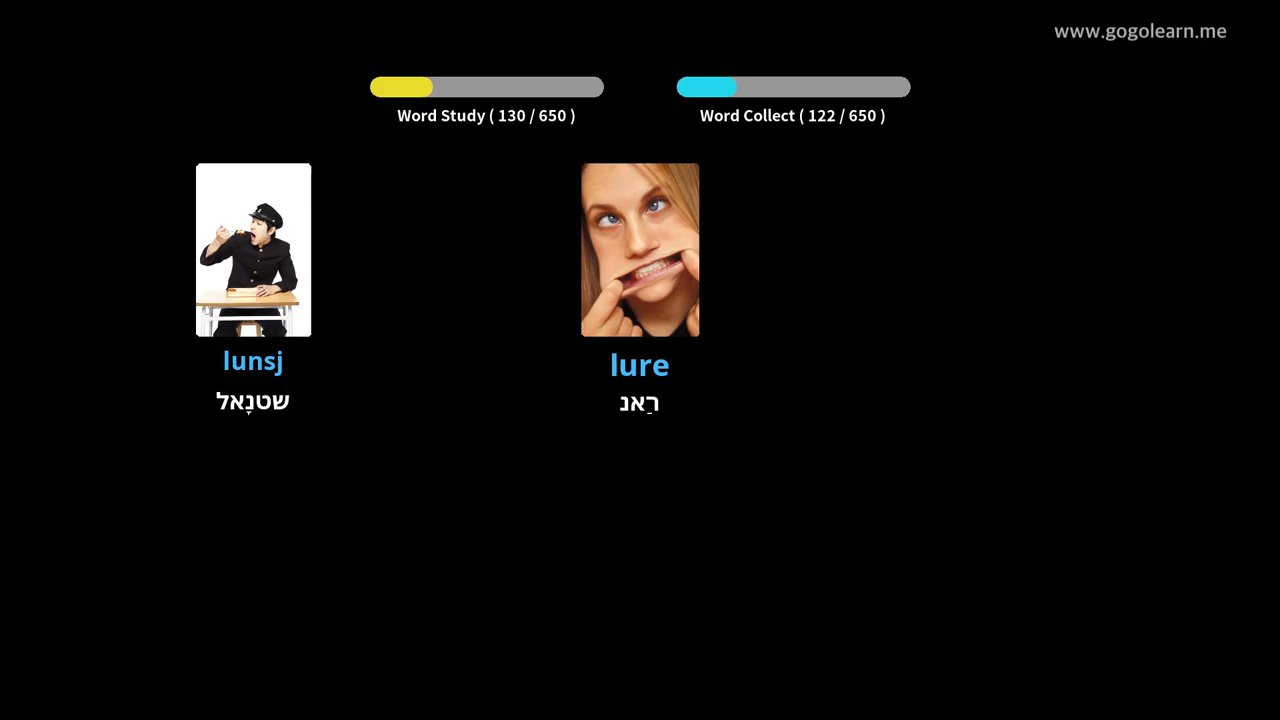 www.gogolearn.me
Word Study ( 130 / 650 )
Word Collect ( 122 / 650 )
lunsj
שטנָאל
lure
רַאנ